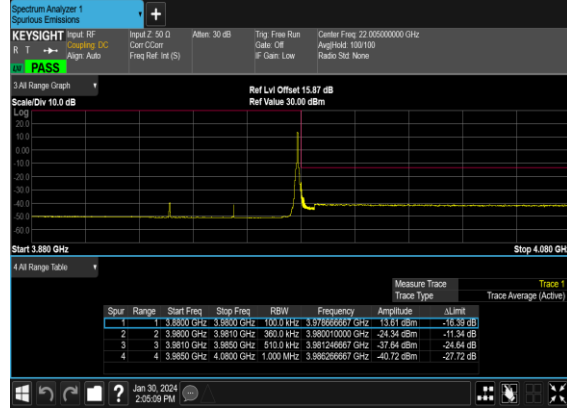 Spectrum Analyzer 1
Spurious Emissions
+
KEYSIGHT Input: RF Input Z: 50 Ω Atten: 30 dB Trig: Free Run Center Freq: 22.005000000 GHz
R T Coupling: DC Corr CCorr Gate: Off Avg|Hold: 100/100
Align: Auto Freq Ref: Int (S) IF Gain: Low Radio Std: None
LW PASS
3 All Range Graph
Ref Lvl Offset 15.87 dB
Scale/Div 10.0 dB Ref Value 30.00 dBm
Log
20.0
10.0
0.00
-10.0
-20.0
-30.0
-40.0
-50.0
-60.0
Start 3.880 GHz Stop 4.080 GHz
4 All Range Table
Measure Trace Trace 1
Trace Type Trace Average (Active)
Spur Range Start Freq Stop Freq RBW Frequency Amplitude ΔLimit
1 1 3.8800 GHz 3.9800 GHz 100.0 kHz 3.978666667 GHz 13.61 dBm -16.39 dB
2 2 3.9800 GHz 3.9810 GHz 360.0 kHz 3.980010000 GHz -24.34 dBm -11.34 dB
3 3 3.9810 GHz 3.9850 GHz 510.0 kHz 3.981246667 GHz -37.64 dBm -24.64 dB
4 4 3.9850 GHz 4.0800 GHz 1.000 MHz 3.986266667 GHz -40.72 dBm -27.72 dB
?
Jan 30, 2024
2:05:09 PM